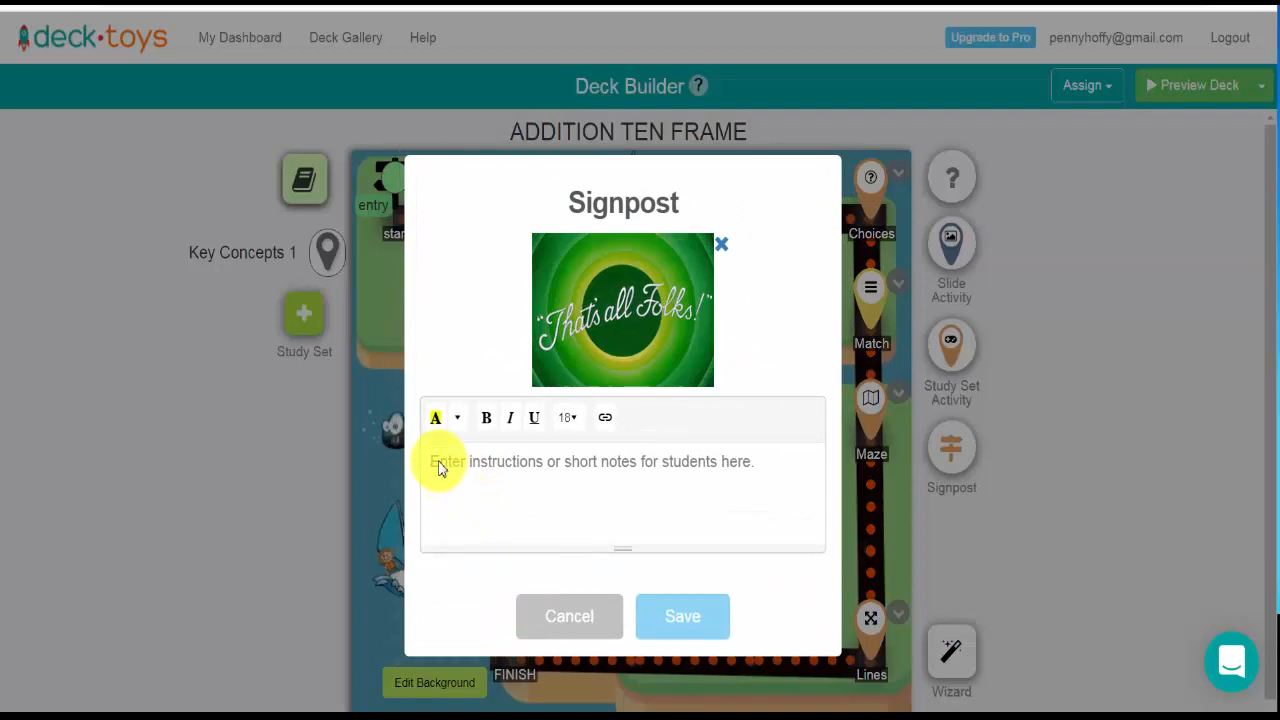 deck•toys
My Dashboard
Deck Gallery
Help
Upgrade to Pro
pennyhoffy@gmail.com
Logout
Deck Builder ?
Assign
Preview Deck
ADDITION TEN FRAME
entry
star
Key Concepts 1
Study Set
Signpost
"That's all Folks!"
A
B I U
18
Enter instructions or short notes for students here.
Cancel
Save
Choices
Match
Maze
Lines
FINISH
Edit Background
?
Slide
Activity
Study Set
Activity
Signpost
Wizard